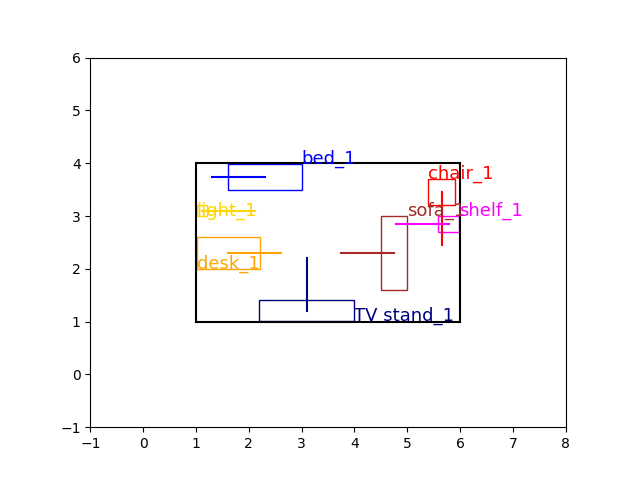 6
5
4
3
2
1
0
−1
bed_1
chair_1
light_1
sofa_1
shelf_1
desk_1
TV stand_1
−1 0 1 2 3 4 5 6 7 8